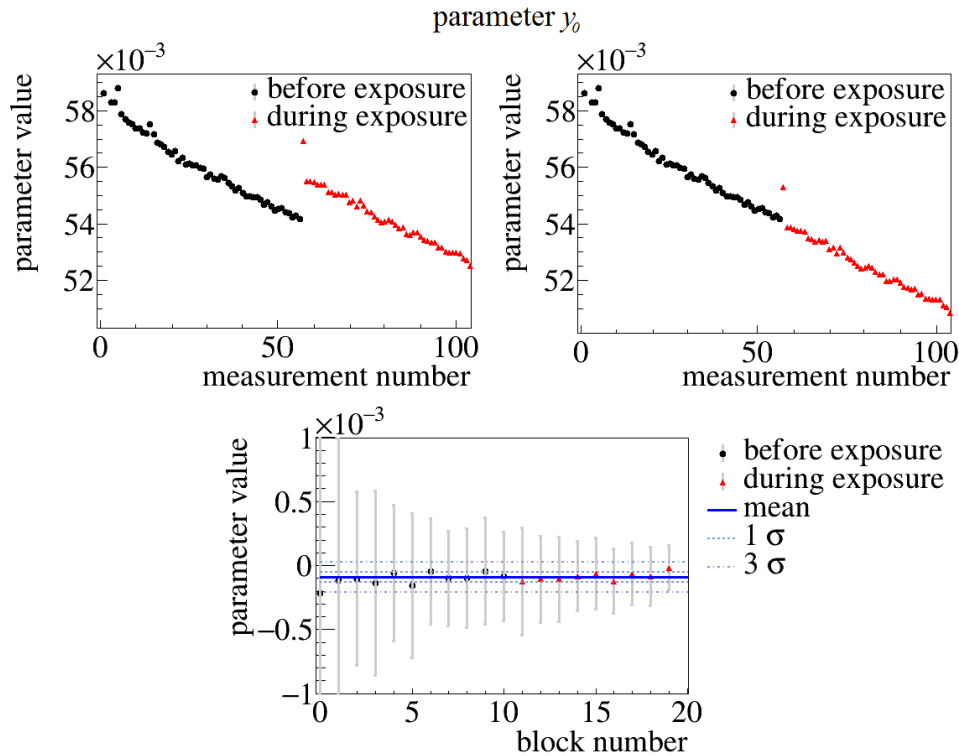 parameter y₀
×10⁻³
parameter value
58
56
54
52
0
50
100
measurement number
before exposure
during exposure
×10⁻³
parameter value
58
56
54
52
0
50
100
measurement number
before exposure
during exposure
×10⁻³
parameter value
1
0.5
0
−0.5
−1
0
5
10
15
20
block number
before exposure
during exposure
mean
1 σ
3 σ